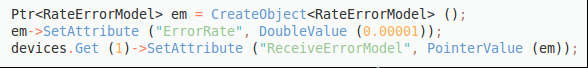 Ptr<RateErrorModel> em = CreateObject<RateErrorModel> ();
em->SetAttribute ("ErrorRate", DoubleValue (0.00001));
devices.Get (1)->SetAttribute ("ReceiveErrorModel", PointerValue (em));